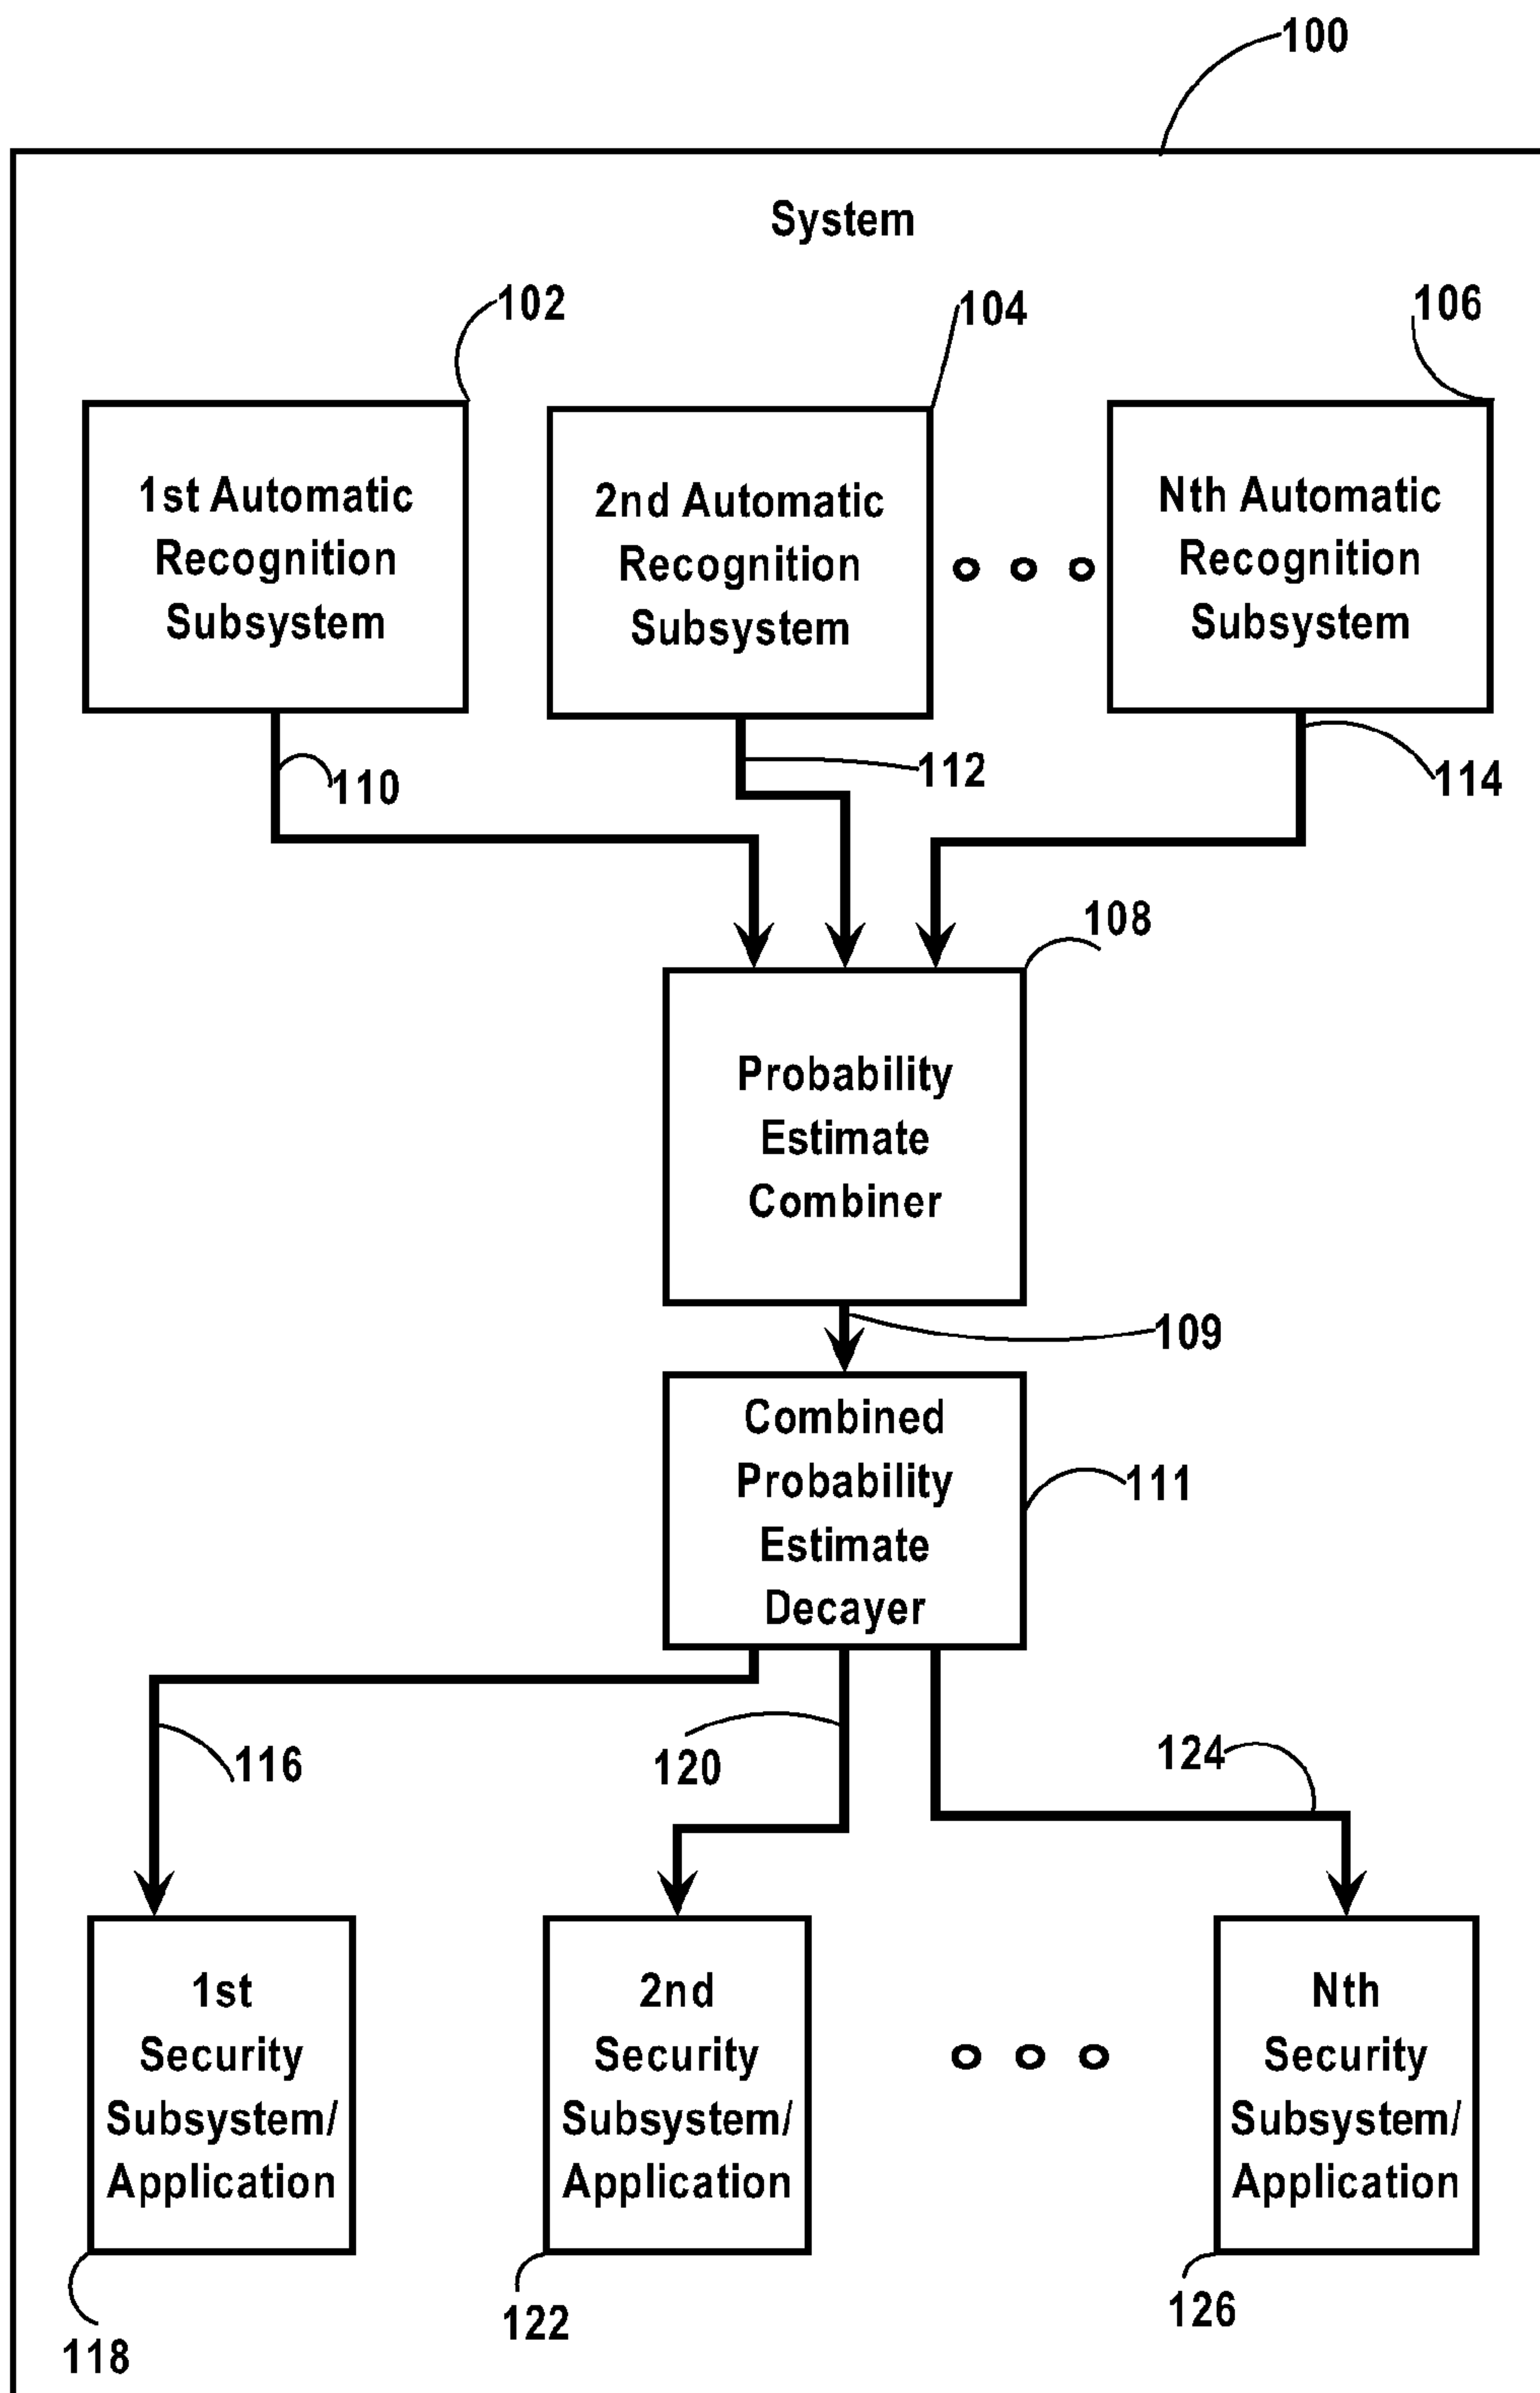 100
System
102
104
106
1st Automatic
Recognition
Subsystem
2nd Automatic
Recognition
Subsystem
Nth Automatic
Recognition
Subsystem
110
112
114
108
Probability
Estimate
Combiner
109
Combined
Probability
Estimate
Decayer
111
116
120
124
1st
Security
Subsystem/
Application
2nd
Security
Subsystem/
Application
Nth
Security
Subsystem/
Application
118
122
126